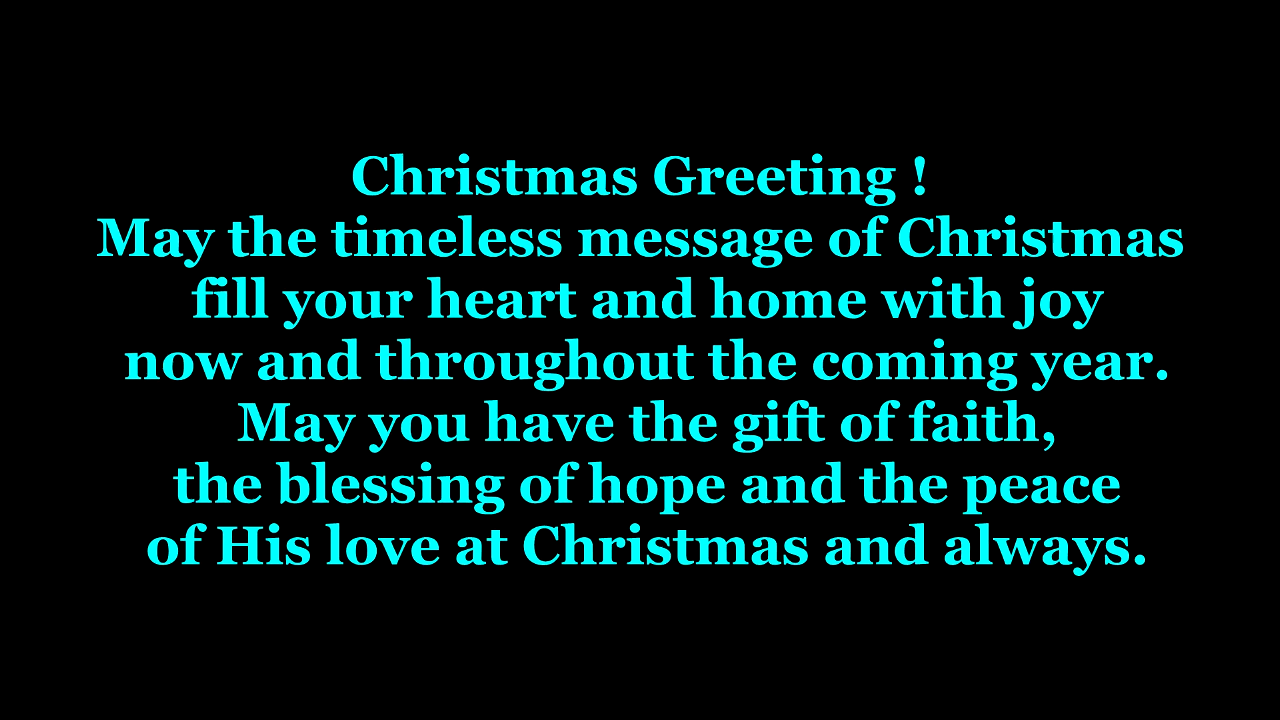 Christmas Greeting !
May the timeless message of Christmas
fill your heart and home with joy
now and throughout the coming year.
May you have the gift of faith,
the blessing of hope and the peace
of His love at Christmas and always.